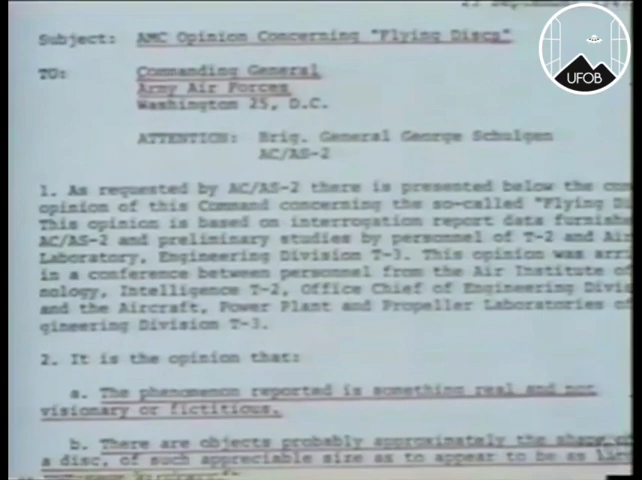 Subject: AMC Opinion Concerning "Flying Discs"
UFOB
TO: Commanding General
Army Air Forces
Washington 25, D.C.
ATTENTION: Brig. General George Schulgen
AC/AS-2
1. As requested by AC/AS-2 there is presented below the
opinion of this Command concerning the so-called "Flying
This opinion is based on interrogation report data
AC/AS-2 and preliminary studies by personnel of T-2 and
Laboratory, Engineering Division T-3. This opinion was
in a conference between personnel from the Air Institute of
nology, Intelligence T-2, Office Chief of Engineering
and the Aircraft, Power Plant and Propeller Laboratories of
gineering Division T-3.
2. It is the opinion that:
a. The phenomenon reported is something real and not
visionary or fictitious.
b. There are objects probably approximately the shape of
a disc, of such appreciable size as to appear to be as